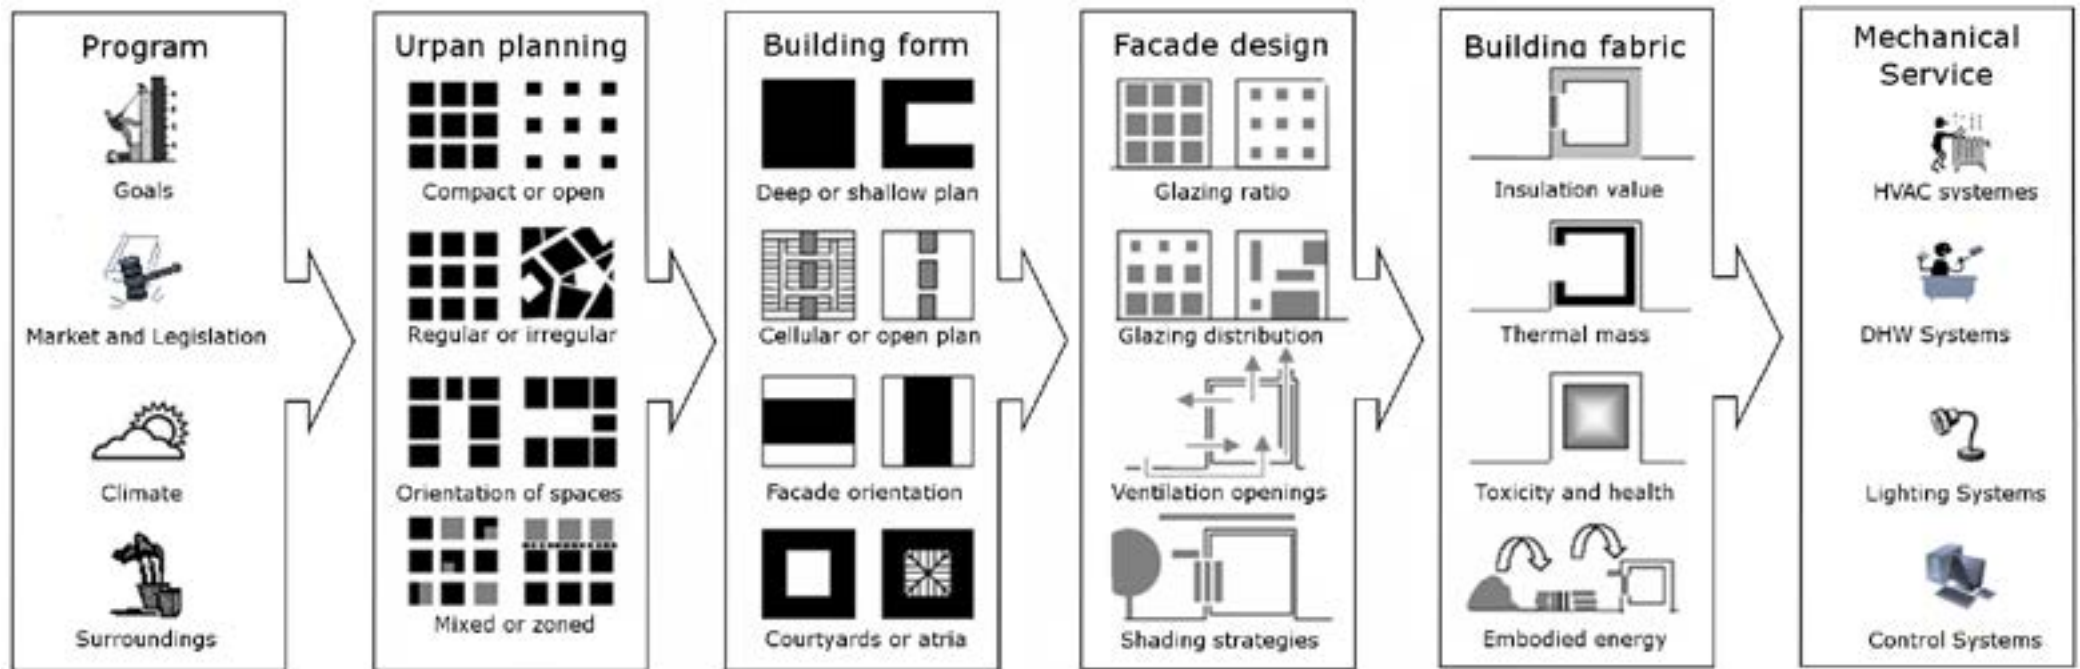 Program
Goals
Market and Legislation
Climate
Surroundings
Urpan planning
Compact or open
Regular or irregular
Orientation of spaces
Mixed or zoned
Building form
Deep or shallow plan
Cellular or open plan
Facade orientation
Courtyards or atria
Facade design
Glazing ratio
Glazing distribution
Ventilation openings
Shading strategies
Building fabric
Insulation value
Thermal mass
Toxicity and health
Embodied energy
Mechanical
Service
HVAC systemes
DHW Systems
Lighting Systems
Control Systems